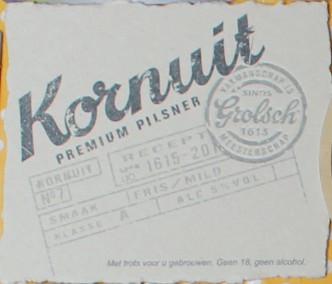 Kornuit
PREMIUM PILSNER
VAKMANSCHAP IS
SINDS
Grolsch
1615
MEESTERSCHAP
RECEPT
KORNUIT
Nº7
1615-201
SMAAK
FRIS/MILD
KLASSE
A
ALC 5%VOL
Met trots voor u gebrouwen. Geen 18, geen alcohol.